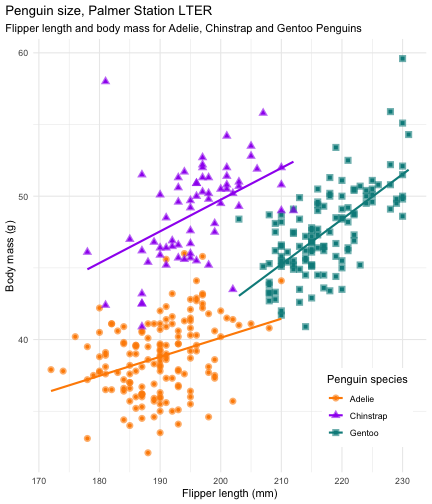 Penguin size, Palmer Station LTER
Flipper length and body mass for Adelie, Chinstrap and Gentoo Penguins
60
50
40
Body mass (g)
Penguin species
Adelie
Chinstrap
Gentoo
170 180 190 200 210 220 230
Flipper length (mm)